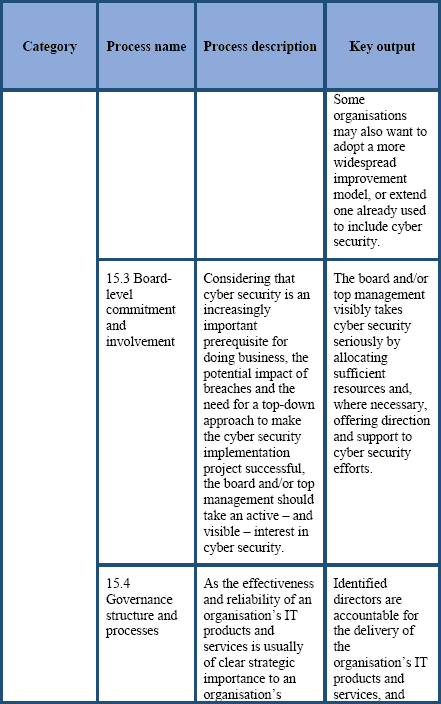 Category
Process name
Process description
Key output
Some
organisations
may also want to
adopt a more
widespread
improvement
model, or extend
one already used
to include cyber
security.
15.3 Board-
level
commitment
and
involvement
Considering that
cyber security is an
increasingly
important
prerequisite for
doing business, the
potential impact of
breaches and the
need for a top-down
approach to make
the cyber security
implementation
project successful,
the board and/or top
management should
take an active – and
visible – interest in
cyber security.
The board and/or
top management
visibly takes
cyber security
seriously by
allocating
sufficient
resources and,
where necessary,
offering direction
and support to
cyber security
efforts.
15.4
Governance
structure and
processes
As the effectiveness
and reliability of an
organisation’s IT
products and
services is usually
of clear strategic
importance to an
organisation’s
Identified
directors are
accountable for
the delivery of
the
organisation’s IT
products and
services, and